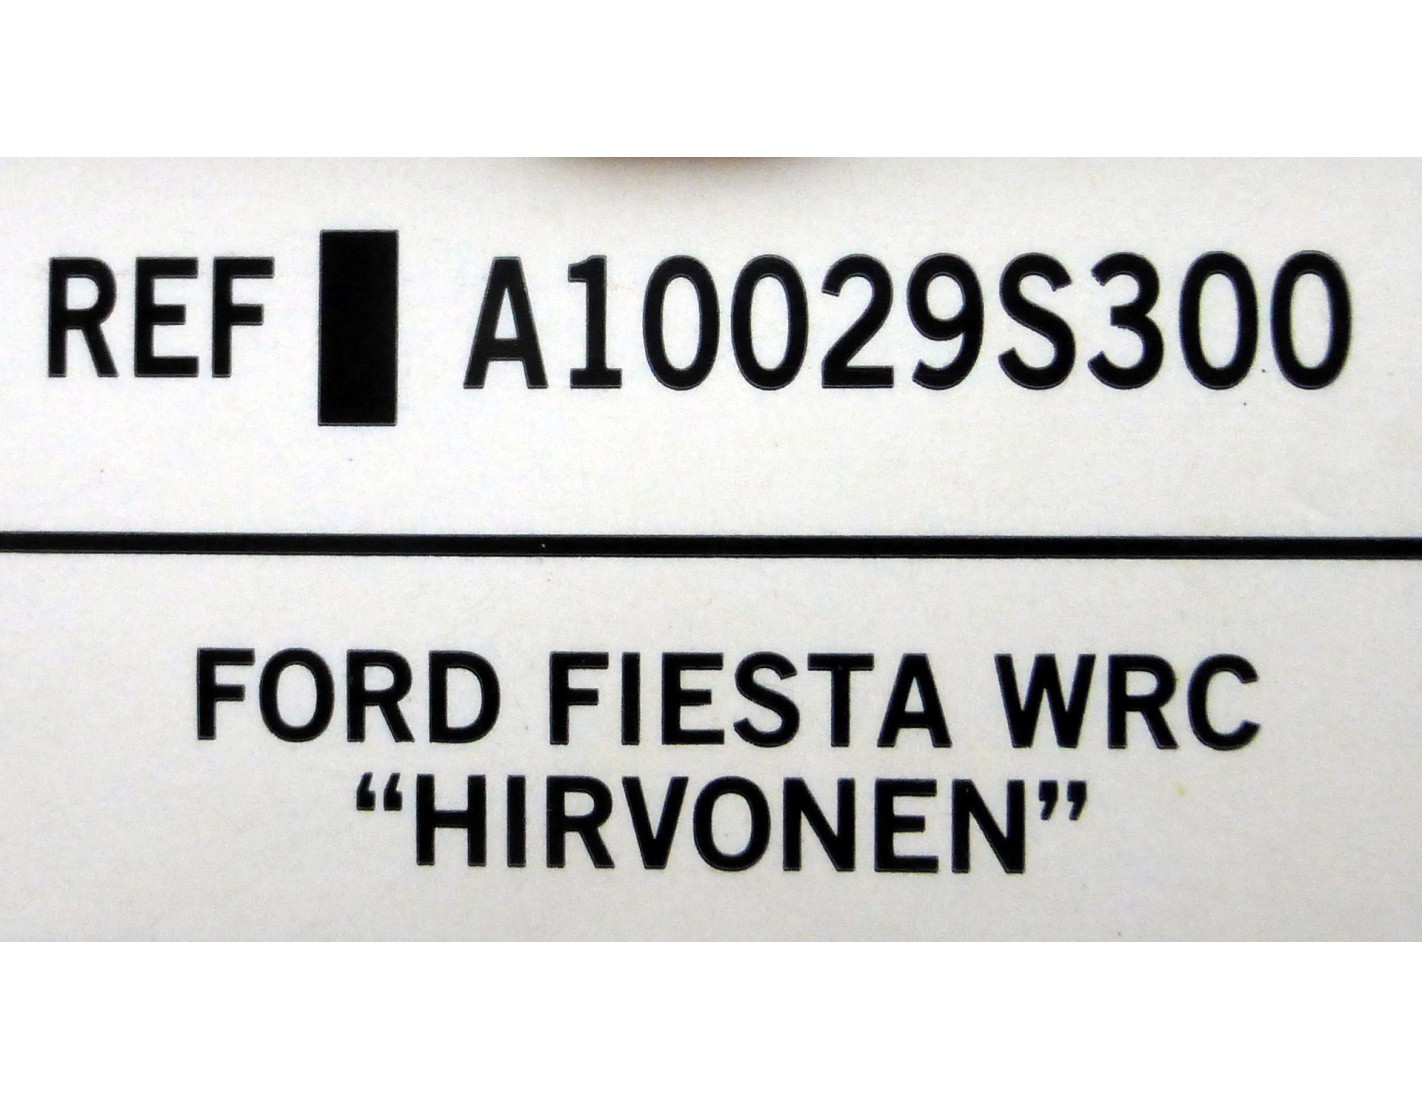 REF A10029S300
FORD FIESTA WRC
“HIRVONEN”